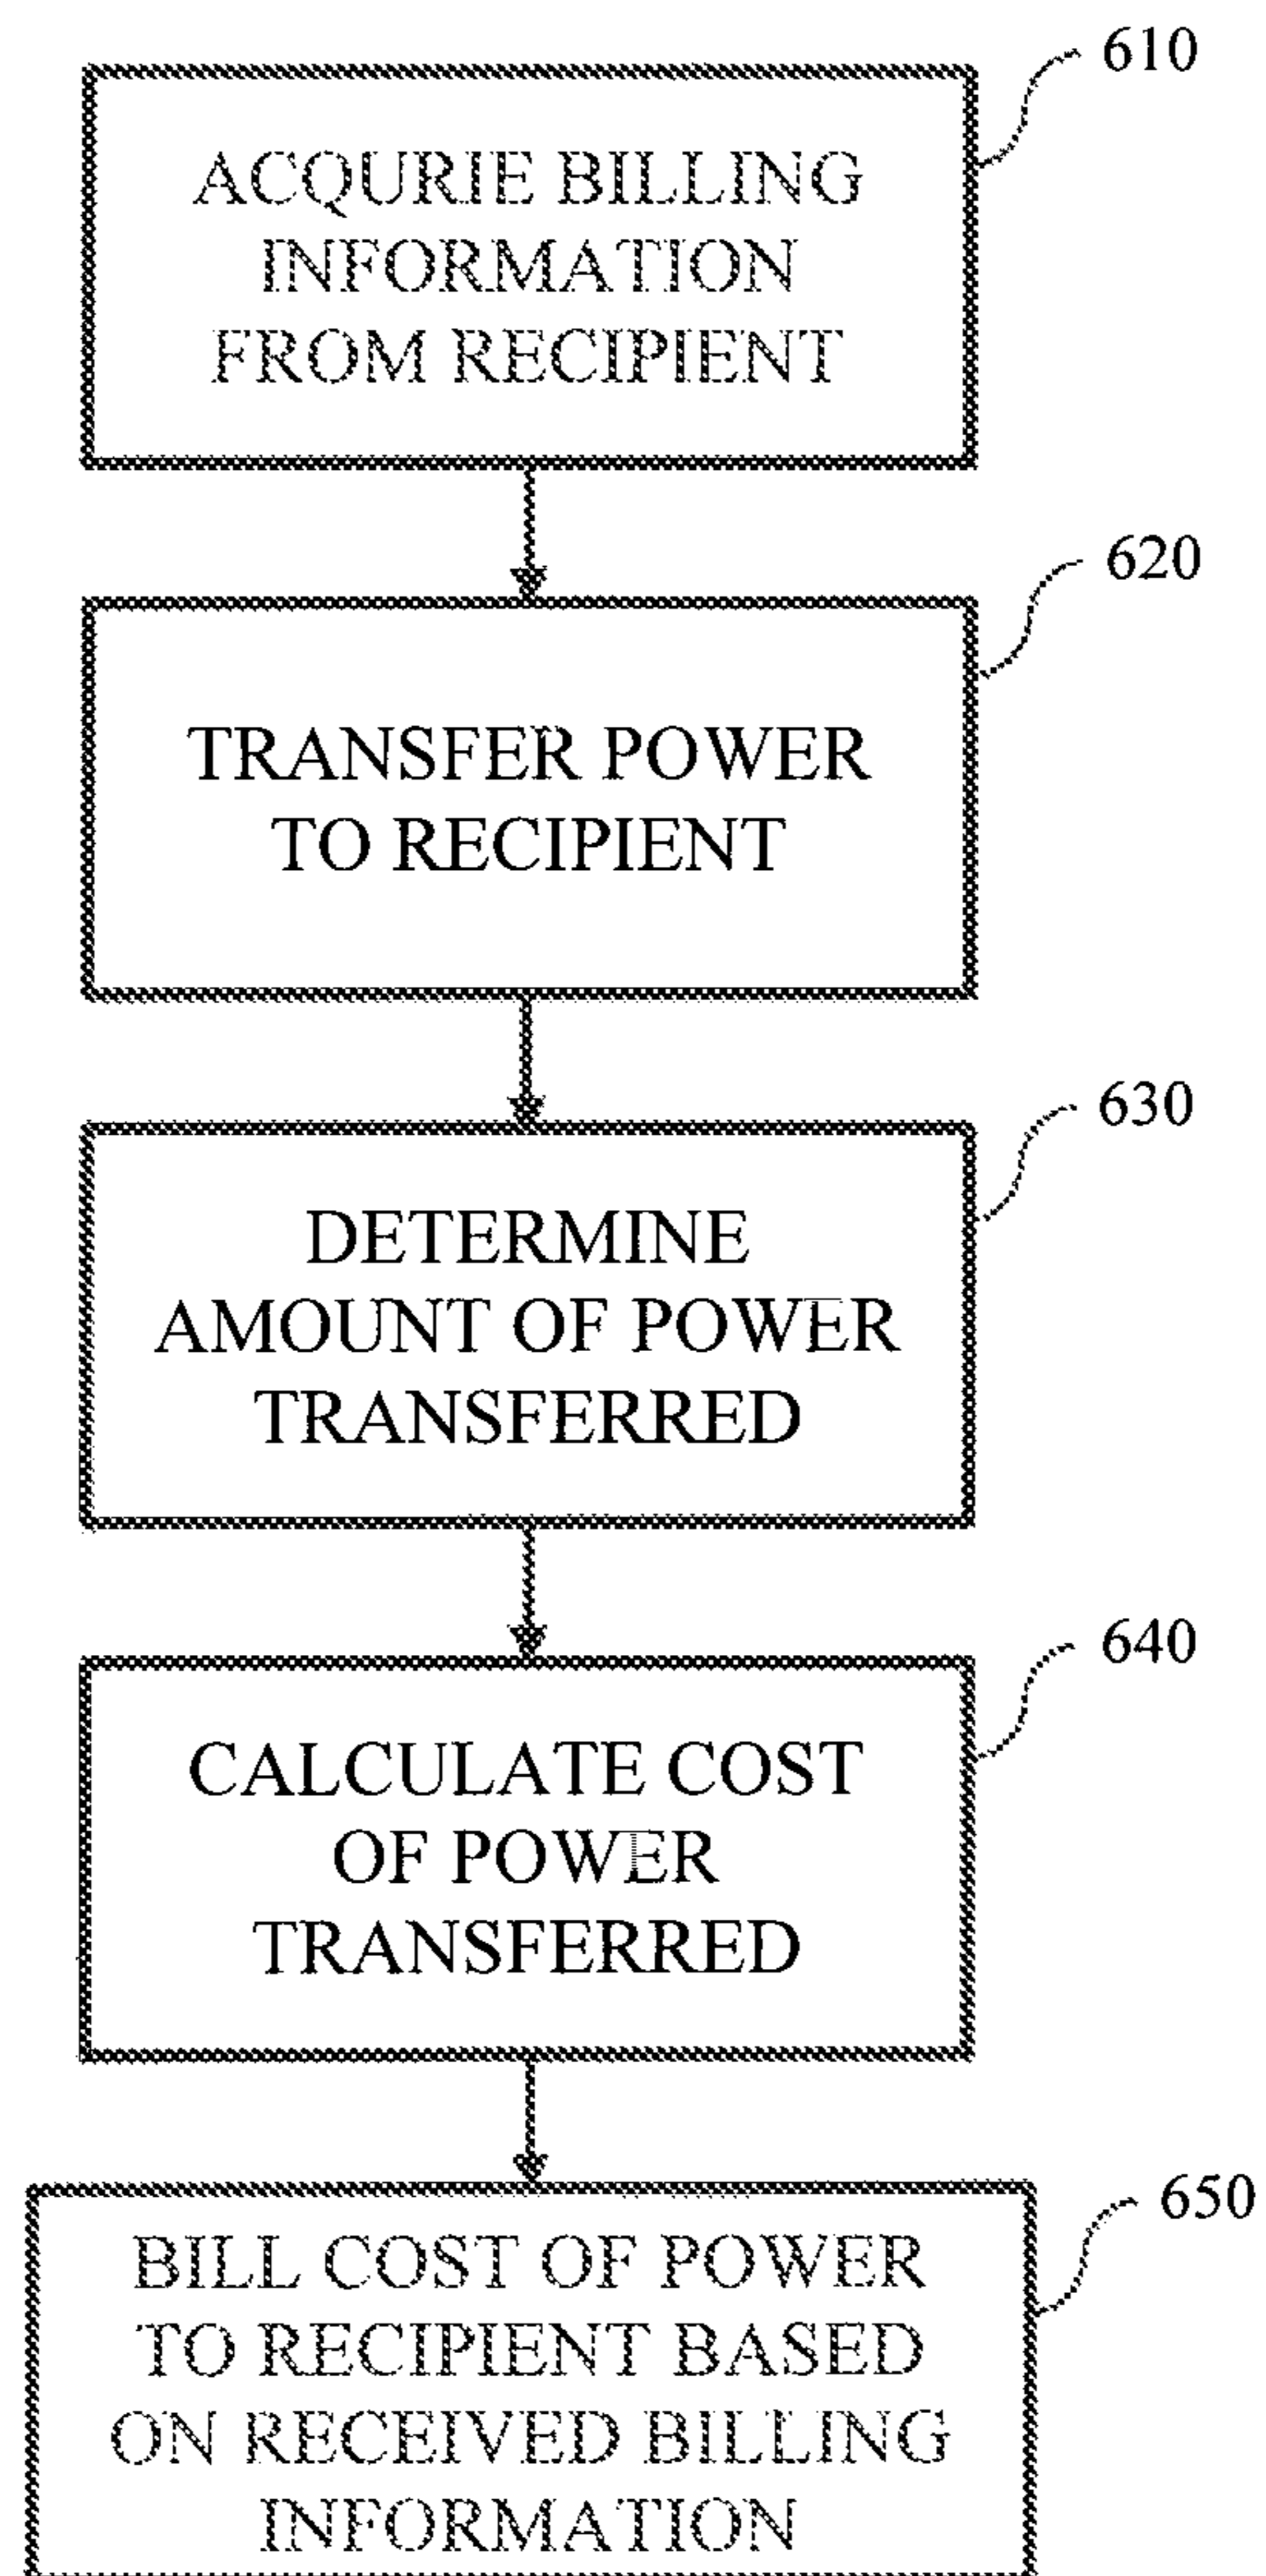 610
ACQURIE BILLING
INFORMATION
FROM RECIPIENT
620
TRANSFER POWER
TO RECIPIENT
630
DETERMINE
AMOUNT OF POWER
TRANSFERRED
640
CALCULATE COST
OF POWER
TRANSFERRED
650
BILL COST OF POWER
TO RECIPIENT BASED
ON RECEIVED BILLING
INFORMATION